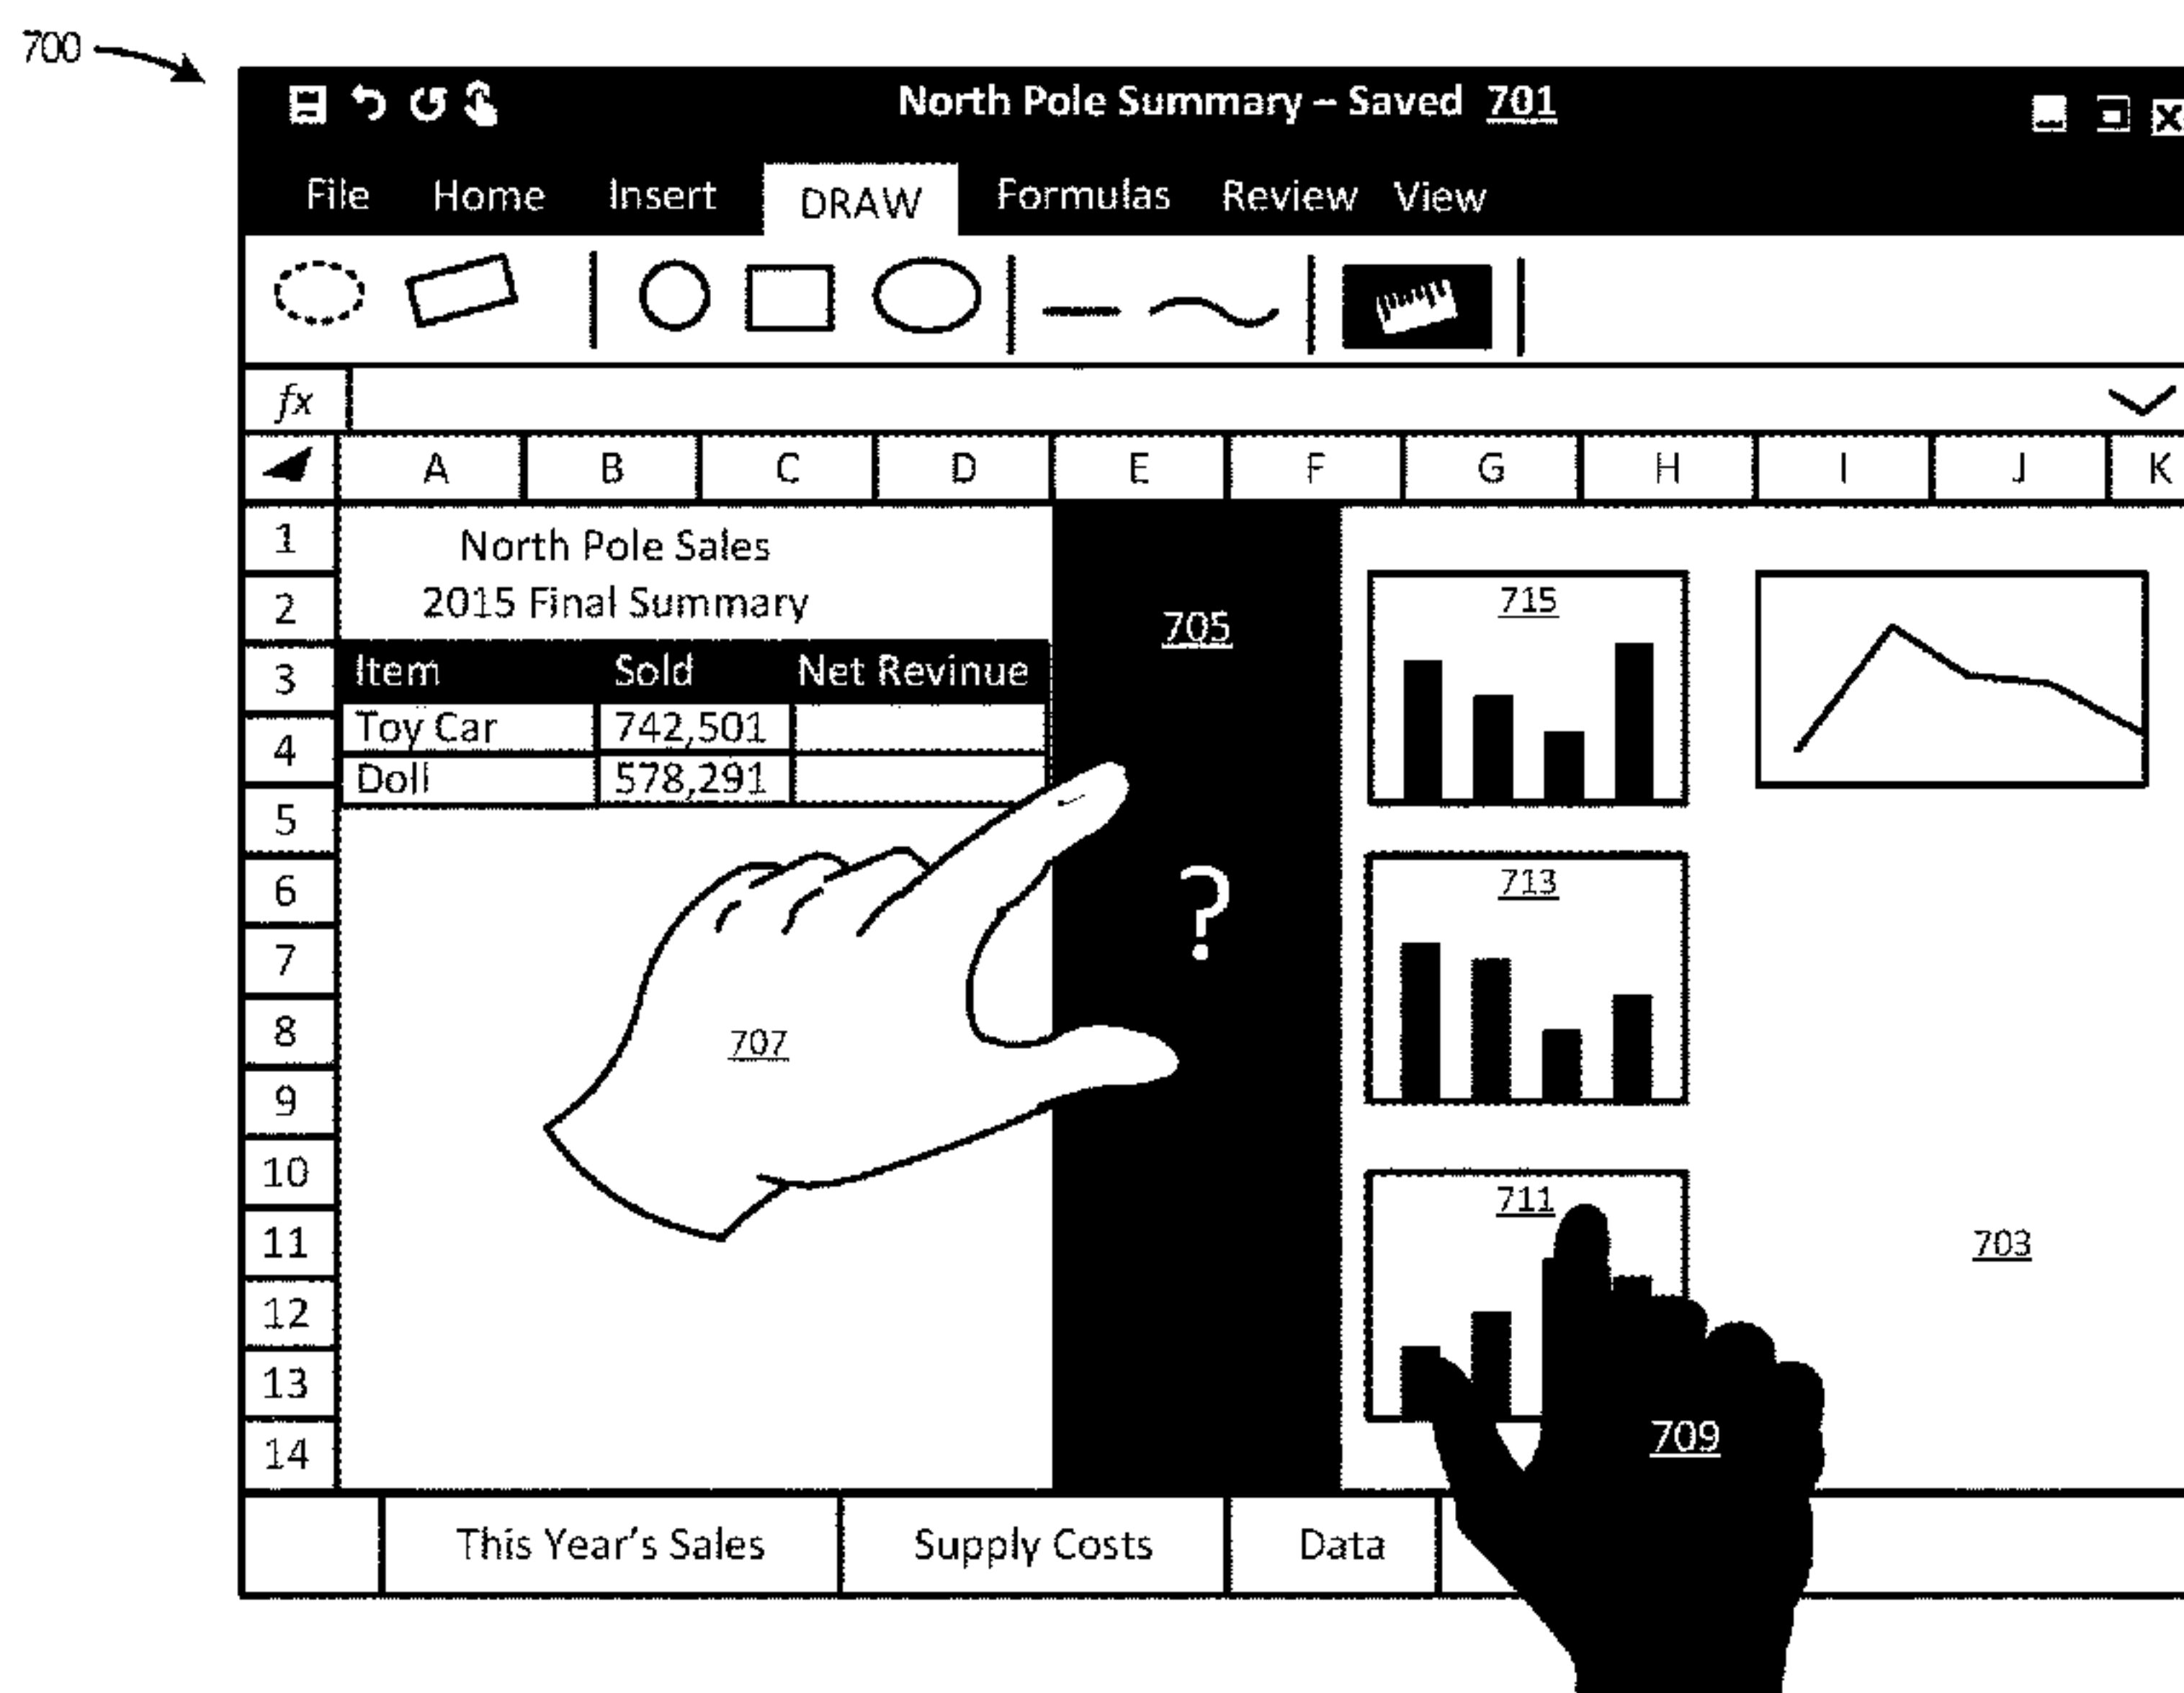 700
North Pole Summary – Saved 701
File Home Insert DRAW Formulas Review View
fx
A B C D E F G H I J K
1 North Pole Sales
2 2015 Final Summary
705
715
3 Item Sold Net Revinue
4 Toy Car 742,501
Doll 578,291
5
6
713
?
7
8
707
9
10
711
11
703
12
13
14
709
This Year's Sales Supply Costs Data